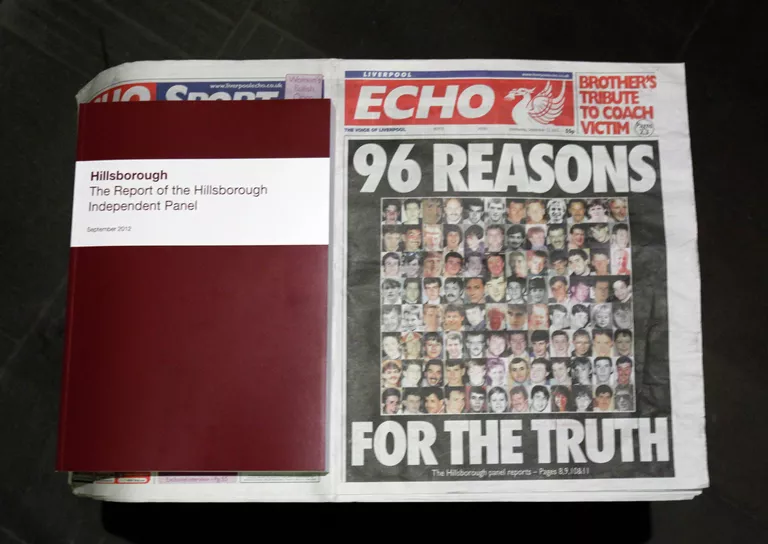 Hillsborough
The Report of the Hillsborough
Independent Panel
September 2012
www.liverpoolecho.co.uk
SPORT
LIVERPOOL
ECHO
THE VOICE OF LIVERPOOL
BROTHER'S
TRIBUTE
TO COACH
VICTIM
96 REASONS
FOR THE TRUTH
The Hillsborough panel reports – Pages 8,9,10&11